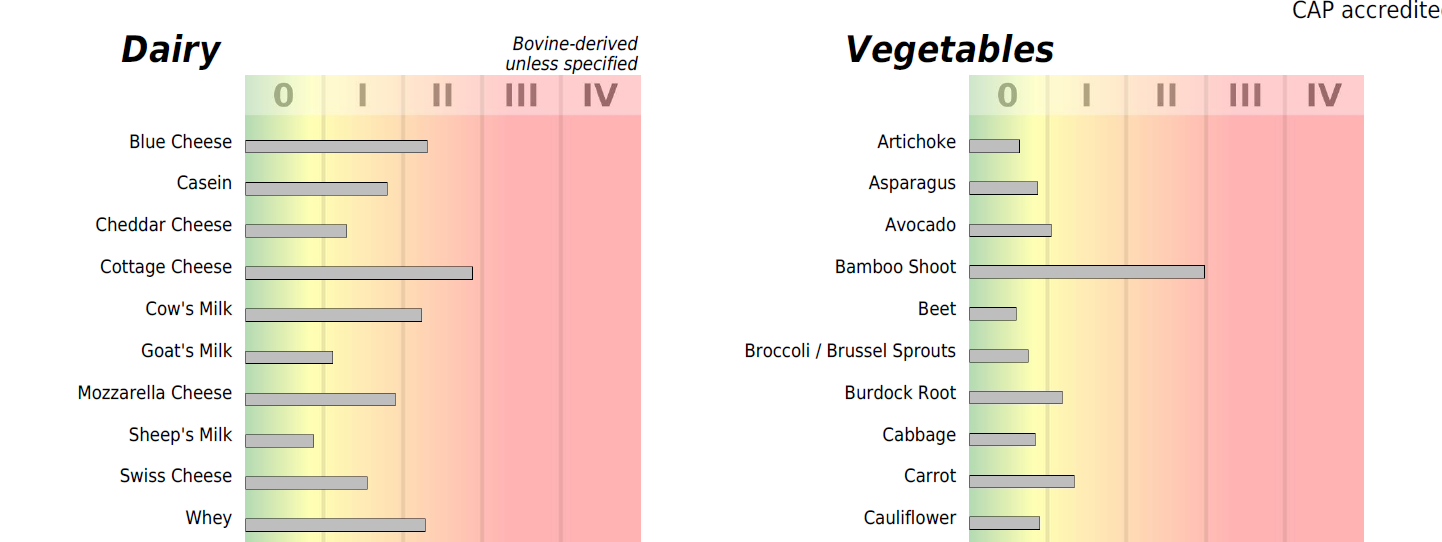 CAP accredite
Dairy
Bovine-derived
unless specified
0 I II III IV
Blue Cheese
Casein
Cheddar Cheese
Cottage Cheese
Cow's Milk
Goat's Milk
Mozzarella Cheese
Sheep's Milk
Swiss Cheese
Whey
Vegetables
0 I II III IV
Artichoke
Asparagus
Avocado
Bamboo Shoot
Beet
Broccoli / Brussel Sprouts
Burdock Root
Cabbage
Carrot
Cauliflower